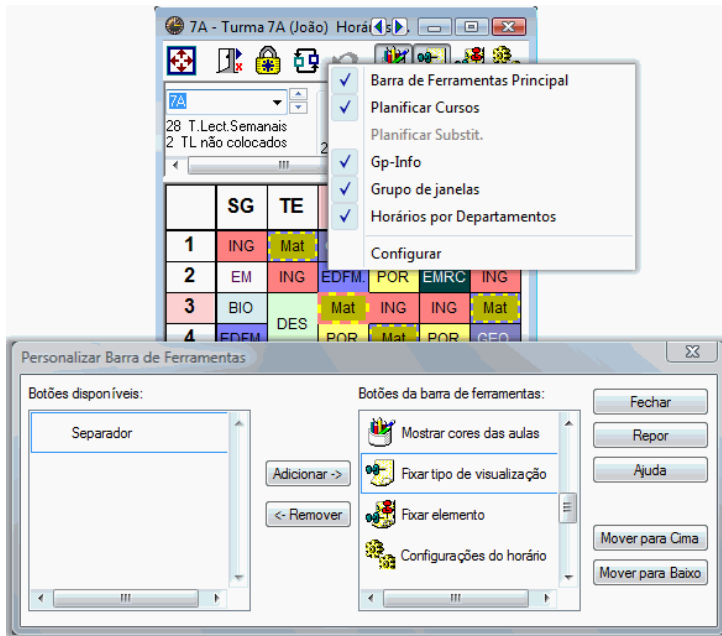 7A - Turma 7A (João) Horá
7A
28 T.Lect.Semanais
2 TL não colocados
2
Barra de Ferramentas Principal
Planificar Cursos
Planificar Substit.
Gp-Info
Grupo de janelas
Horários por Departamentos
Configurar
SG TE
1 ING Mat
2 EM ING EDFM. POR EMRC ING
3 BIO DES Mat ING ING Mat
4 EDFM POR Mat POR GEO
Personalizar Barra de Ferramentas
Botões disponíveis:
Separador
Adicionar ->
<- Remover
Botões da barra de ferramentas:
Mostrar cores das aulas
Fixar tipo de visualização
Fixar elemento
Configurações do horário
Fechar
Repor
Ajuda
Mover para Cima
Mover para Baixo